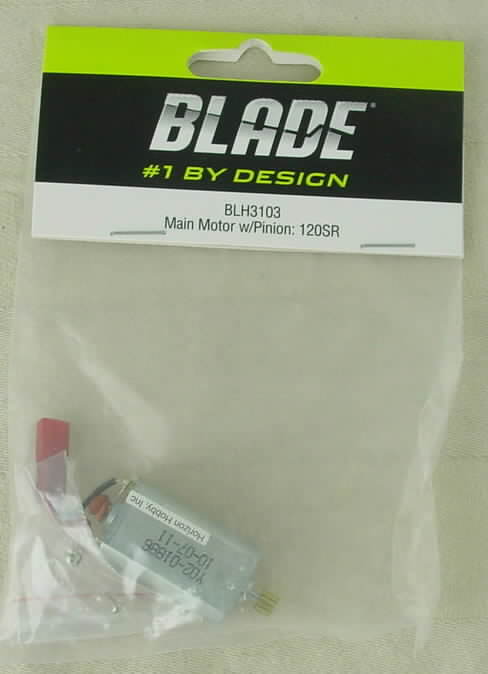 BLADE®
#1 BY DESIGN
BLH3103
Main Motor w/Pinion: 120SR
Horizon Hobby, Inc
10-07-11
Y02-01886